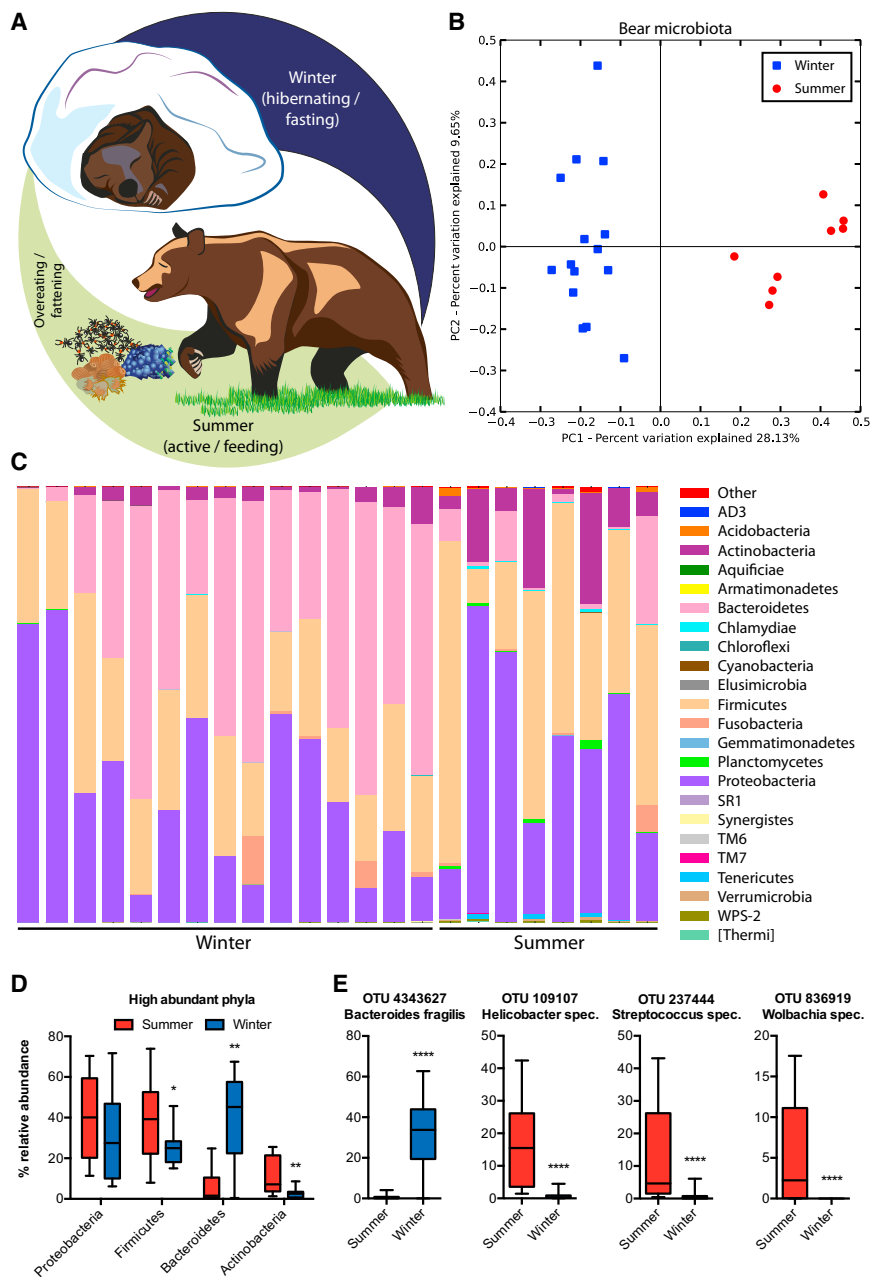 A
Winter
(hibernating /
fasting)
Overeating /
fattening
Summer
(active / feeding)
B
Bear microbiota
Winter
Summer
PC2 - Percent variation explained 9.65%
0.5
0.4
0.3
0.2
0.1
0.0
−0.1
−0.2
−0.3
−0.4
−0.4 −0.3 −0.2 −0.1 0.0 0.1 0.2 0.3 0.4 0.5
PC1 - Percent variation explained 28.13%
C
Other
AD3
Acidobacteria
Actinobacteria
Aquificiae
Armatimonadetes
Bacteroidetes
Chlamydiae
Chloroflexi
Cyanobacteria
Elusimicrobia
Firmicutes
Fusobacteria
Gemmatimonadetes
Planctomycetes
Proteobacteria
SR1
Synergistes
TM6
TM7
Tenericutes
Verrumicrobia
WPS-2
[Thermi]
Winter Summer
D
High abundant phyla
Summer Winter
% relative abundance
80
60
40
20
0
* ** **
Proteobacteria
Firmicutes
Bacteroidetes
Actinobacteria
E
OTU 4343627
Bacteroides fragilis
80
60
40
20
0
****
Summer
Winter
OTU 109107
Helicobacter spec.
50
40
30
20
10
0
****
Summer
Winter
OTU 237444
Streptococcus spec.
50
40
30
20
10
0
****
Summer
Winter
OTU 836919
Wolbachia spec.
20
15
10
5
0
****
Summer
Winter